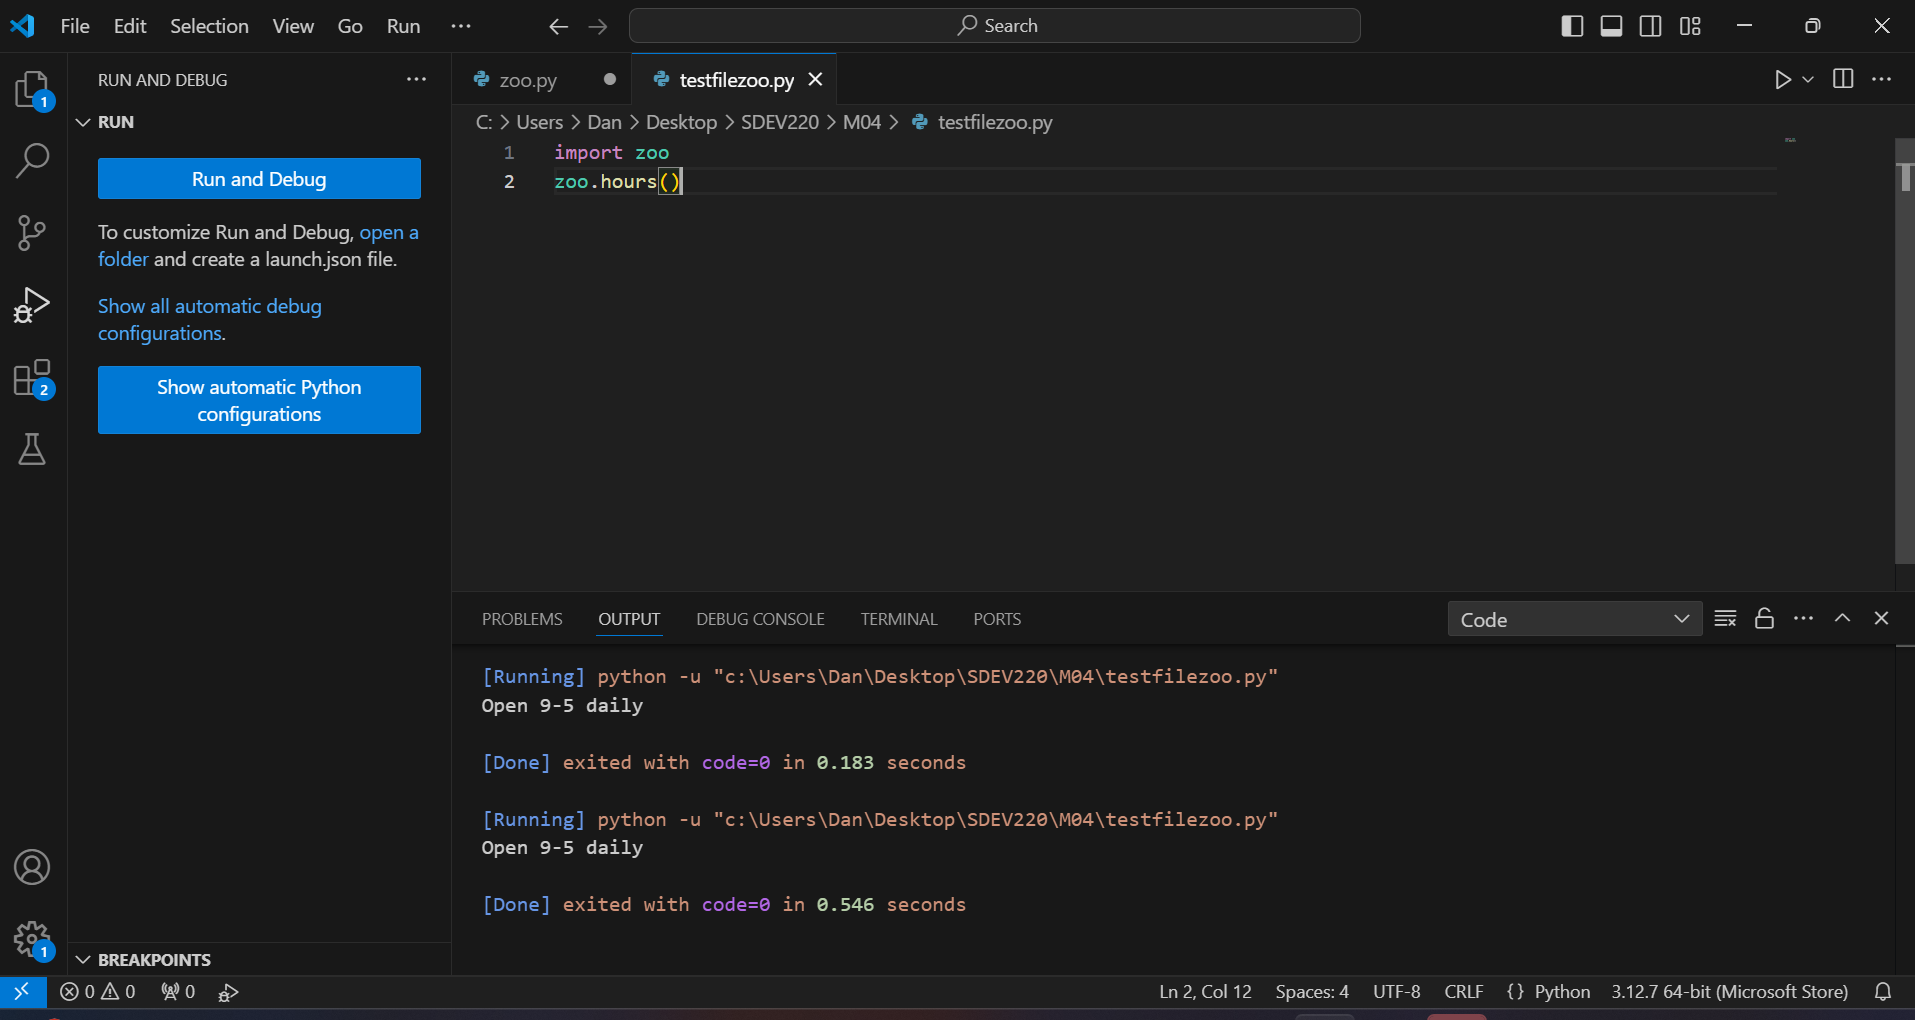 File Edit Selection View Go Run ... Search
RUN AND DEBUG ...
zoo.py testfilezoo.py
RUN
C: > Users > Dan > Desktop > SDEV220 > M04 > testfilezoo.py
1 import zoo
2 zoo.hours()
Run and Debug
To customize Run and Debug, open a
folder and create a launch.json file.
Show all automatic debug
configurations.
Show automatic Python
configurations
1
2
1
PROBLEMS OUTPUT DEBUG CONSOLE TERMINAL PORTS Code
[Running] python -u "c:\Users\Dan\Desktop\SDEV220\M04\testfilezoo.py"
Open 9-5 daily
[Done] exited with code=0 in 0.183 seconds
[Running] python -u "c:\Users\Dan\Desktop\SDEV220\M04\testfilezoo.py"
Open 9-5 daily
[Done] exited with code=0 in 0.546 seconds
BREAKPOINTS
0 0 0 Ln 2, Col 12 Spaces: 4 UTF-8 CRLF {} Python 3.12.7 64-bit (Microsoft Store)